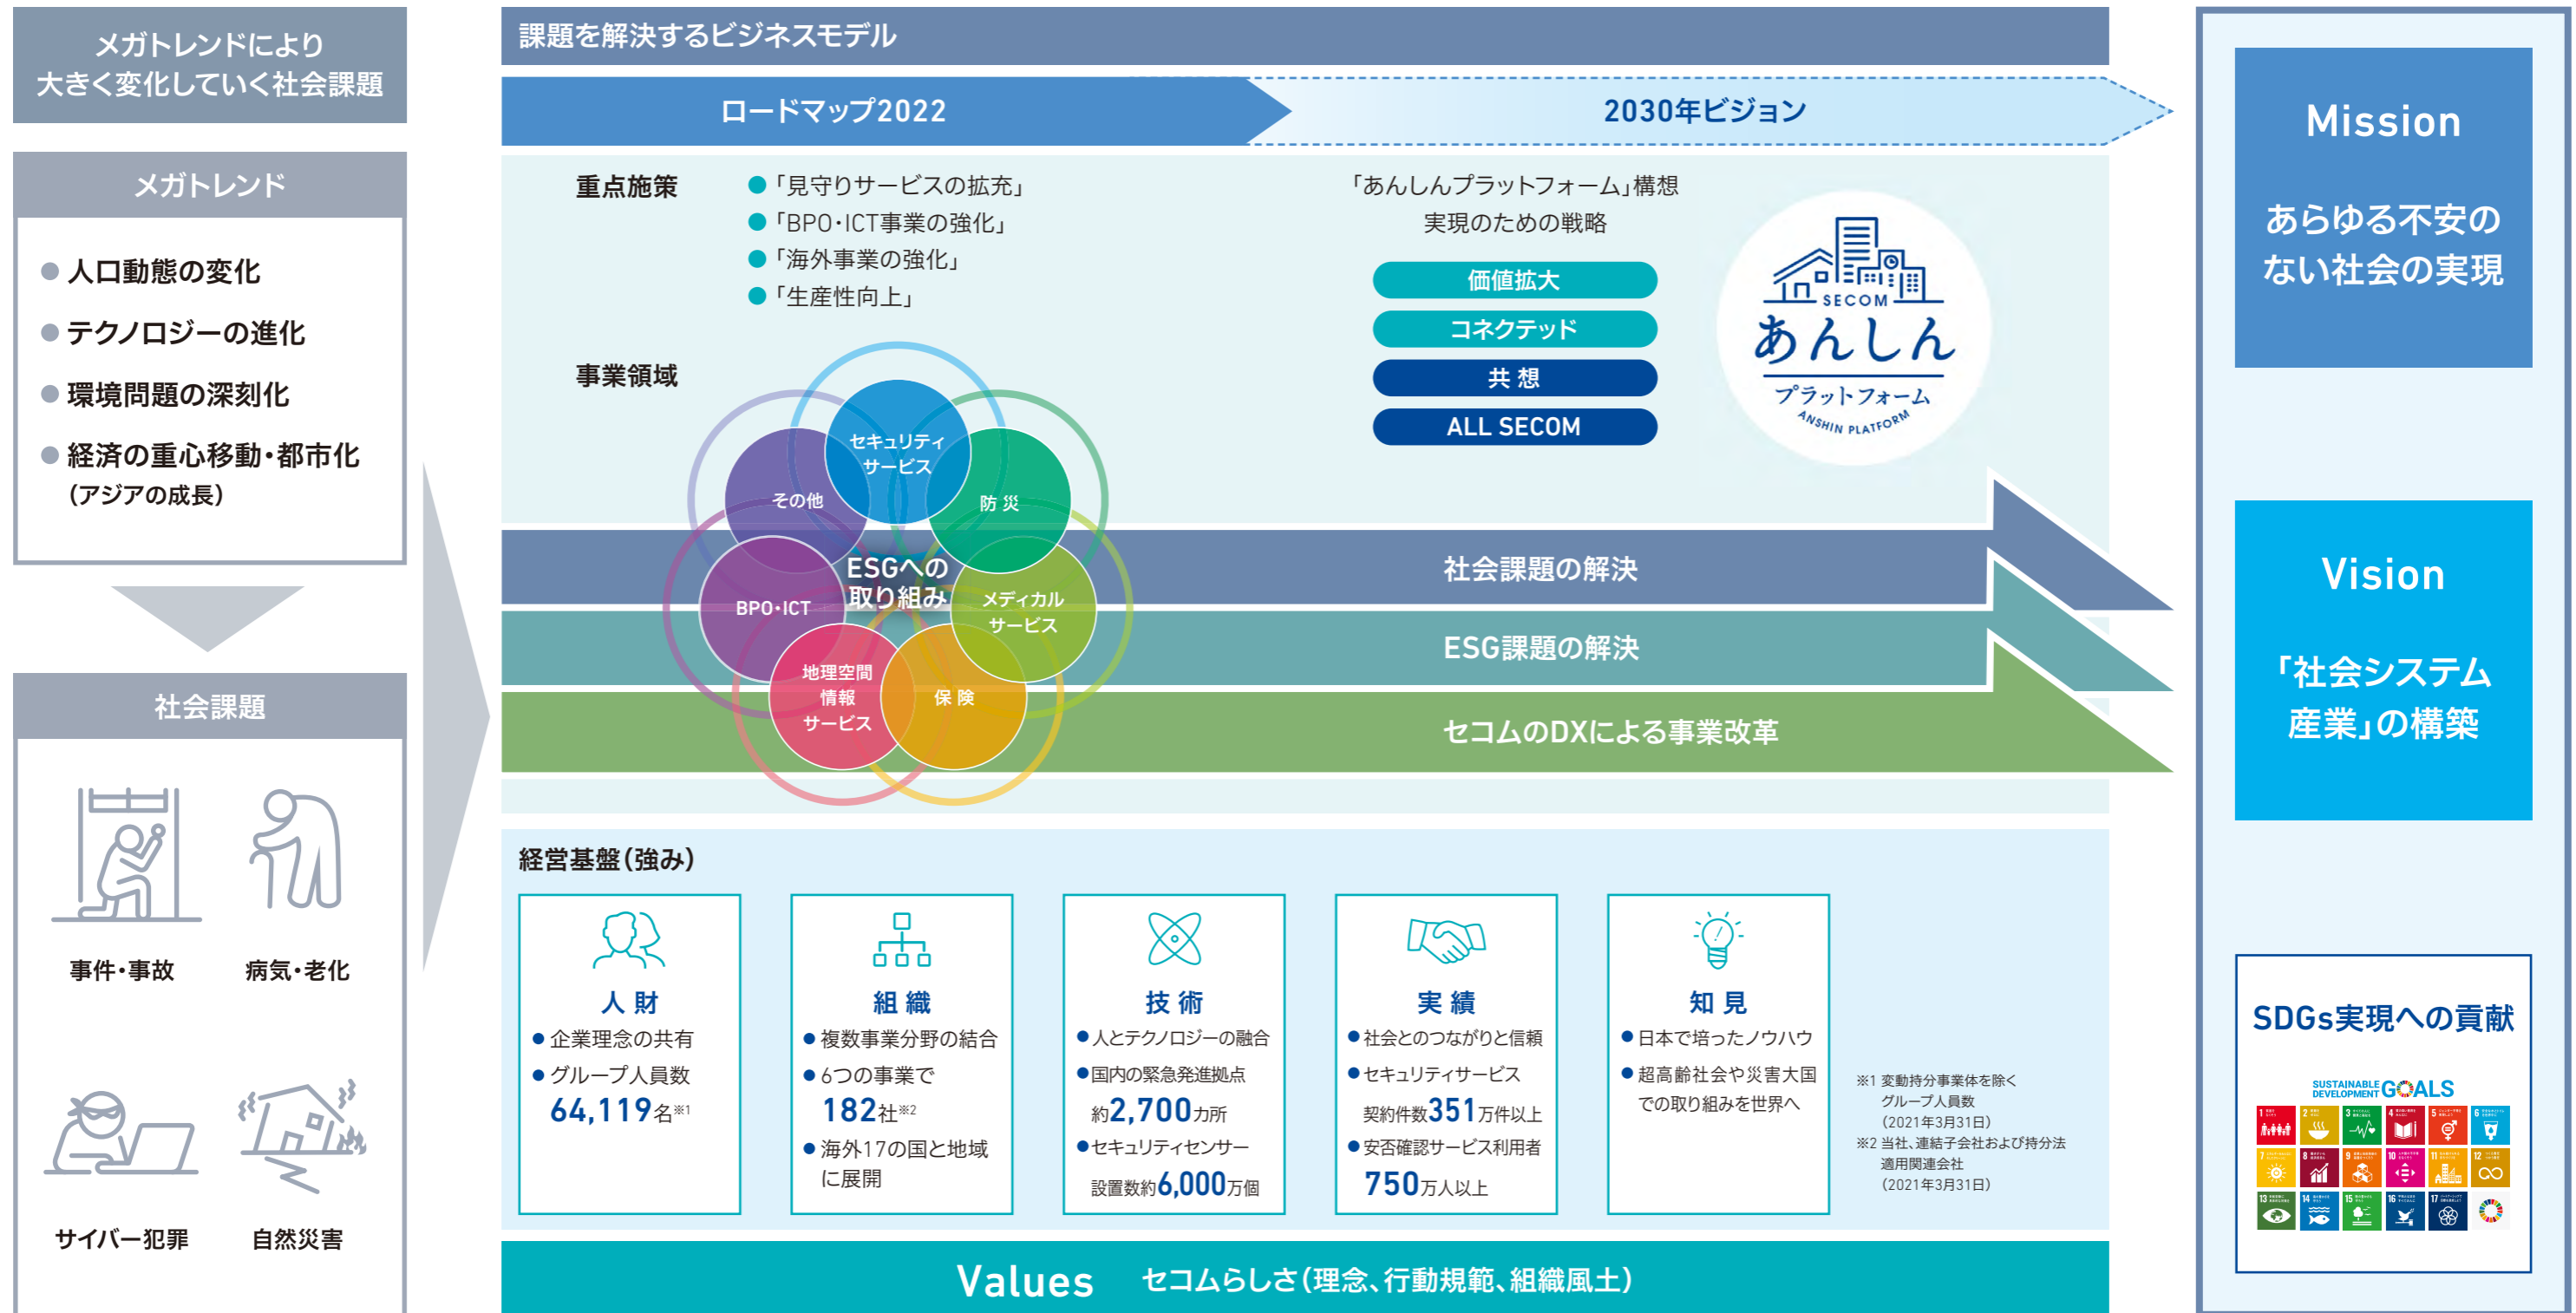 メガトレンドにより
大きく変化していく社会課題
メガトレンド
● 人口動態の変化
● テクノロジーの進化
● 環境問題の深刻化
● 経済の重心移動・都市化
(アジアの成長)
社会課題
事件・事故
病気・老化
サイバー犯罪
自然災害
課題を解決するビジネスモデル
ロードマップ2022
2030年ビジョン
重点施策
●「見守りサービスの拡充」
●「BPO・ICT事業の強化」
●「海外事業の強化」
●「生産性向上」
「あんしんプラットフォーム」構想
実現のための戦略
価値拡大
コネクテッド
共想
ALL SECOM
SECOM
あんしん
プラットフォーム
ANSHIN PLATFORM
事業領域
セキュリティ
サービス
防災
メディカル
サービス
保険
地理空間
情報
サービス
BPO・ICT
その他
ESGへの
取り組み
社会課題の解決
ESG課題の解決
セコムのDXによる事業改革
経営基盤(強み)
人財
● 企業理念の共有
● グループ人員数
64,119名※1
組織
● 複数事業分野の結合
● 6つの事業で
182社※2
● 海外17の国と地域
に展開
技術
● 人とテクノロジーの融合
● 国内の緊急発進拠点
約2,700カ所
● セキュリティセンサー
設置数約6,000万個
実績
● 社会とのつながりと信頼
● セキュリティサービス
契約件数351万件以上
● 安否確認サービス利用者
750万人以上
知見
● 日本で培ったノウハウ
● 超高齢社会や災害大国
での取り組みを世界へ
※1 変動持分事業体を除く
グループ人員数
(2021年3月31日)
※2 当社、連結子会社および持分法
適用関連会社
(2021年3月31日)
Values セコムらしさ(理念、行動規範、組織風土)
Mission
あらゆる不安の
ない社会の実現
Vision
「社会システム
産業」の構築
SDGs実現への貢献
SUSTAINABLE
DEVELOPMENT GOALS
1
2
3
4
5
6
7
8
9
10
11
12
13
14
15
16
17